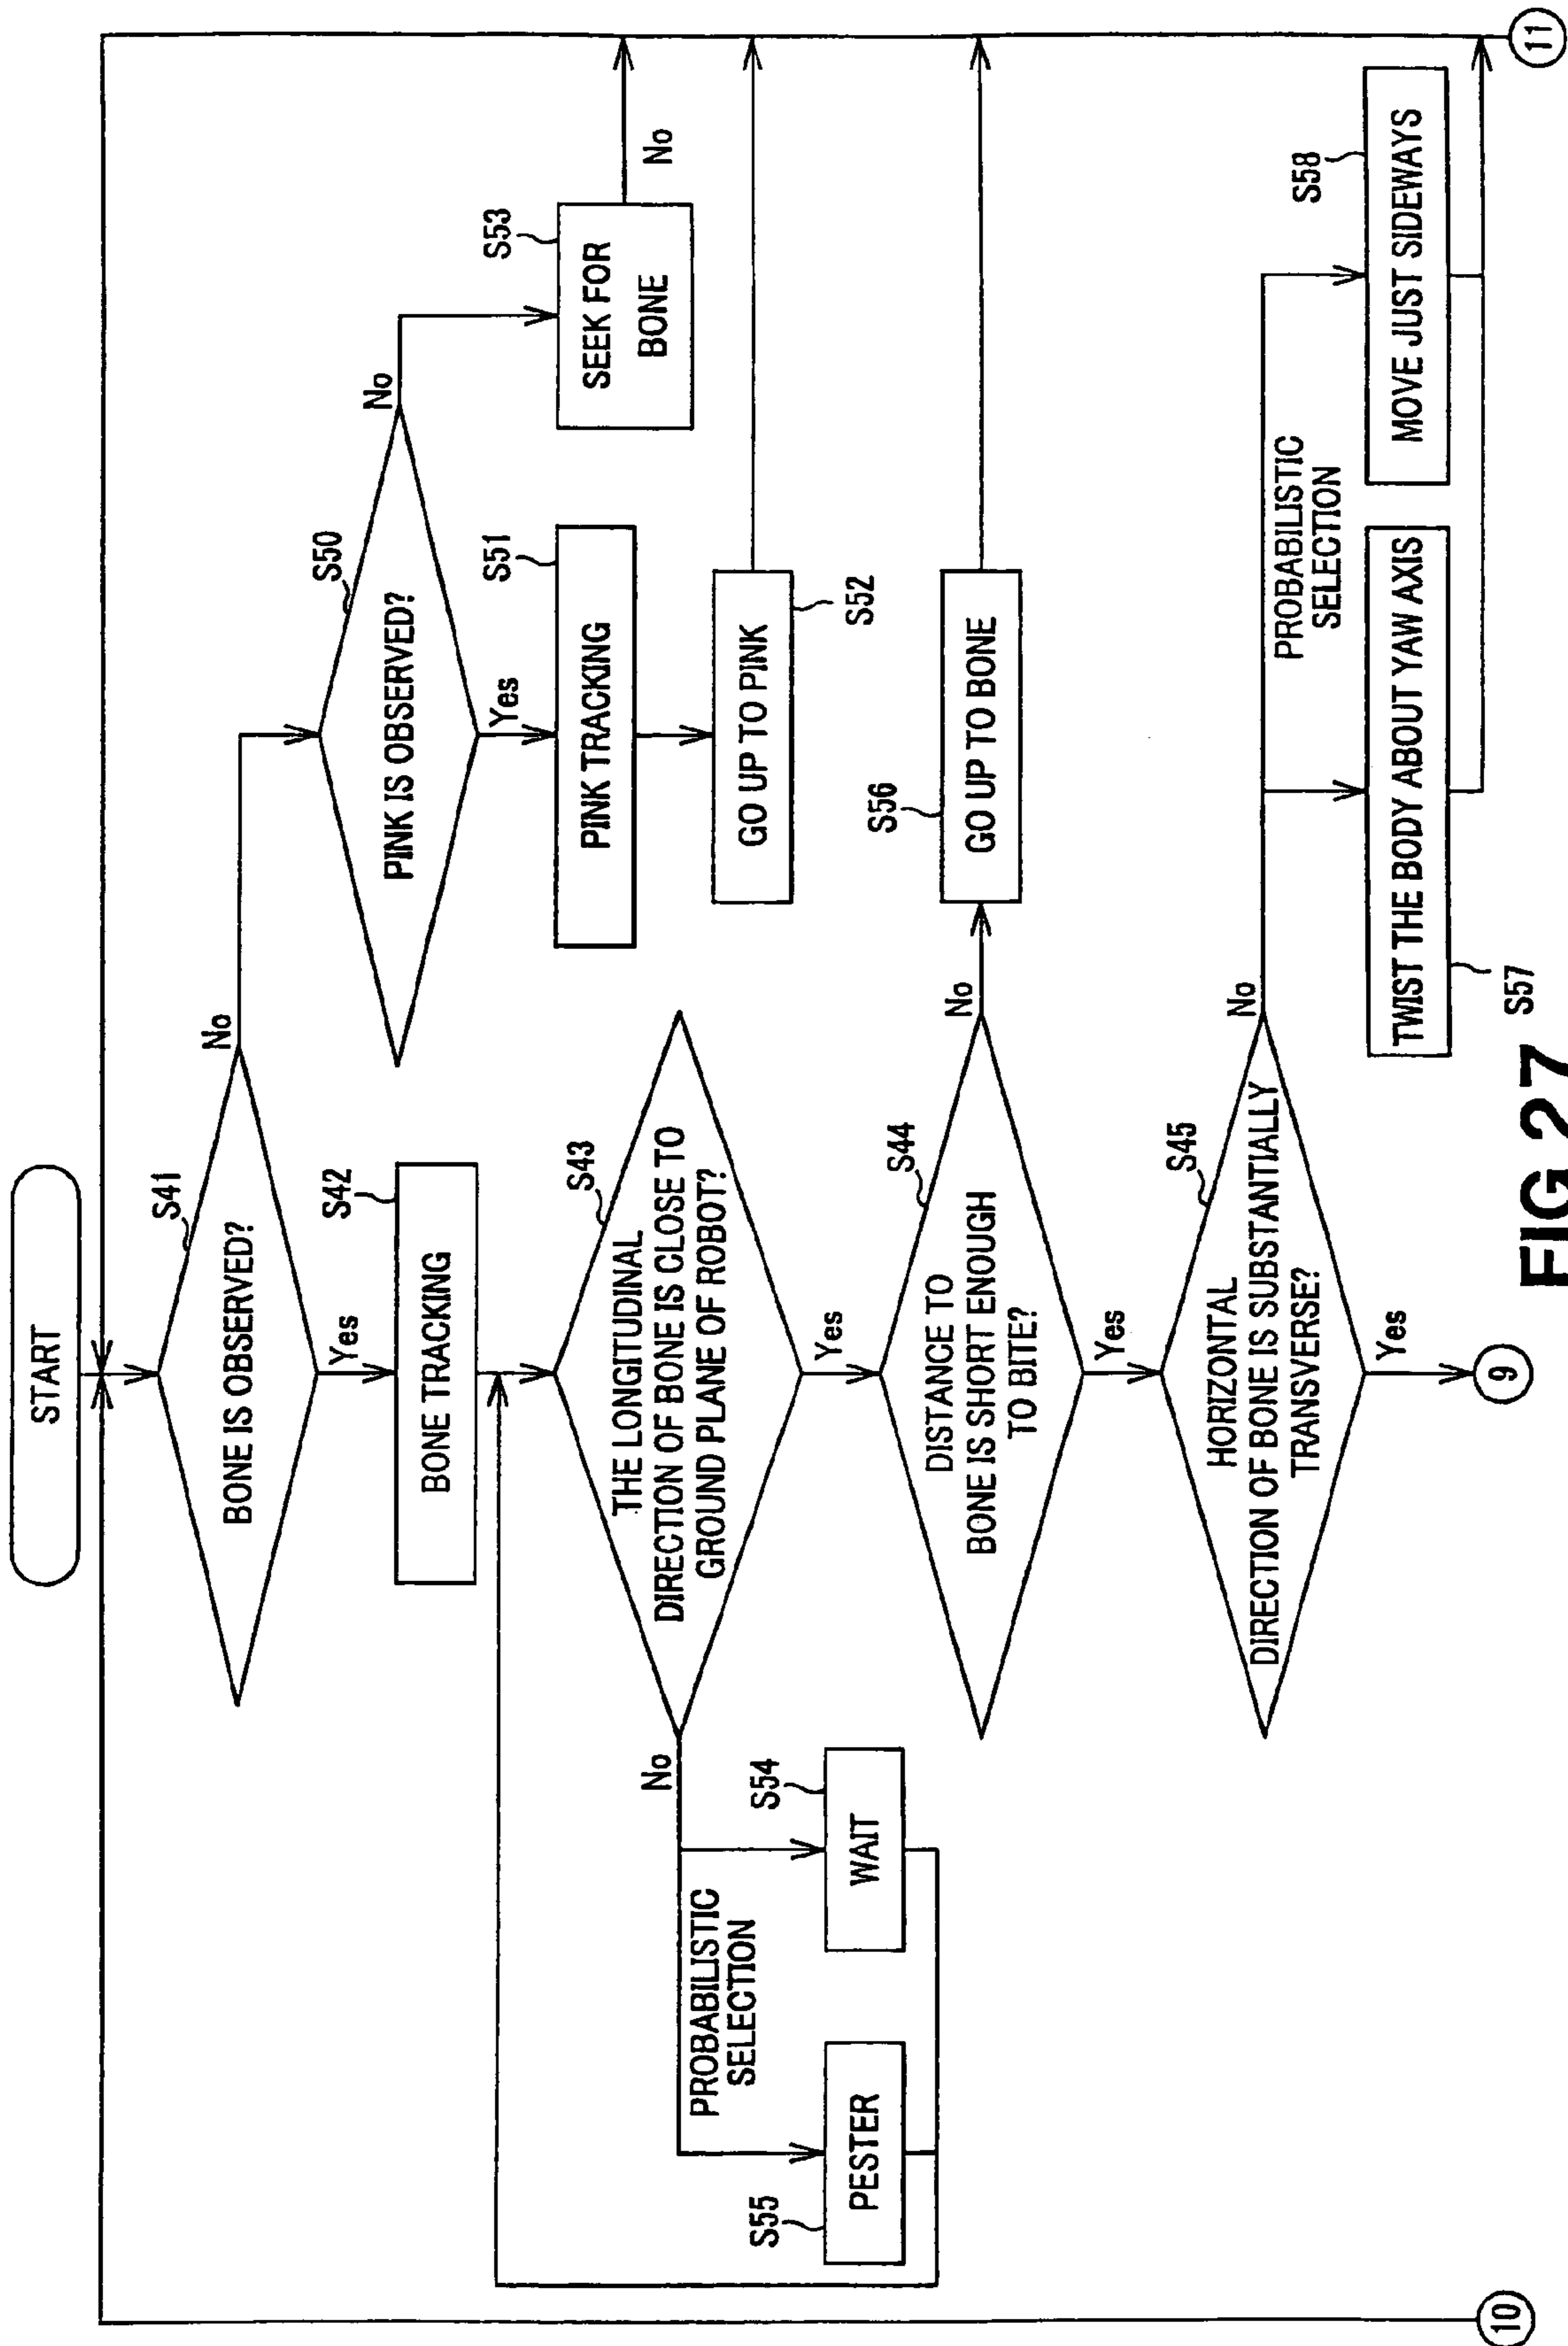 START
S41
BONE IS OBSERVED?
No
Yes
S42
BONE TRACKING
S50
PINK IS OBSERVED?
No
Yes
S51
PINK TRACKING
GO UP TO PINK
S52
S53
SEEK FOR
BONE
No
S43
THE LONGITUDINAL
DIRECTION OF BONE IS CLOSE TO
GROUND PLANE OF ROBOT?
No
Yes
PROBABILISTIC
SELECTION
S55
PESTER
S54
WAIT
S44
DISTANCE TO
BONE IS SHORT ENOUGH
TO BITE?
No
Yes
S56
GO UP TO BONE
S45
HORIZONTAL
DIRECTION OF BONE IS SUBSTANTIALLY
TRANSVERSE?
No
Yes
PROBABILISTIC
SELECTION
TWIST THE BODY ABOUT YAW AXIS
S57
S58
MOVE JUST SIDEWAYS
10
9
11
FIG.27